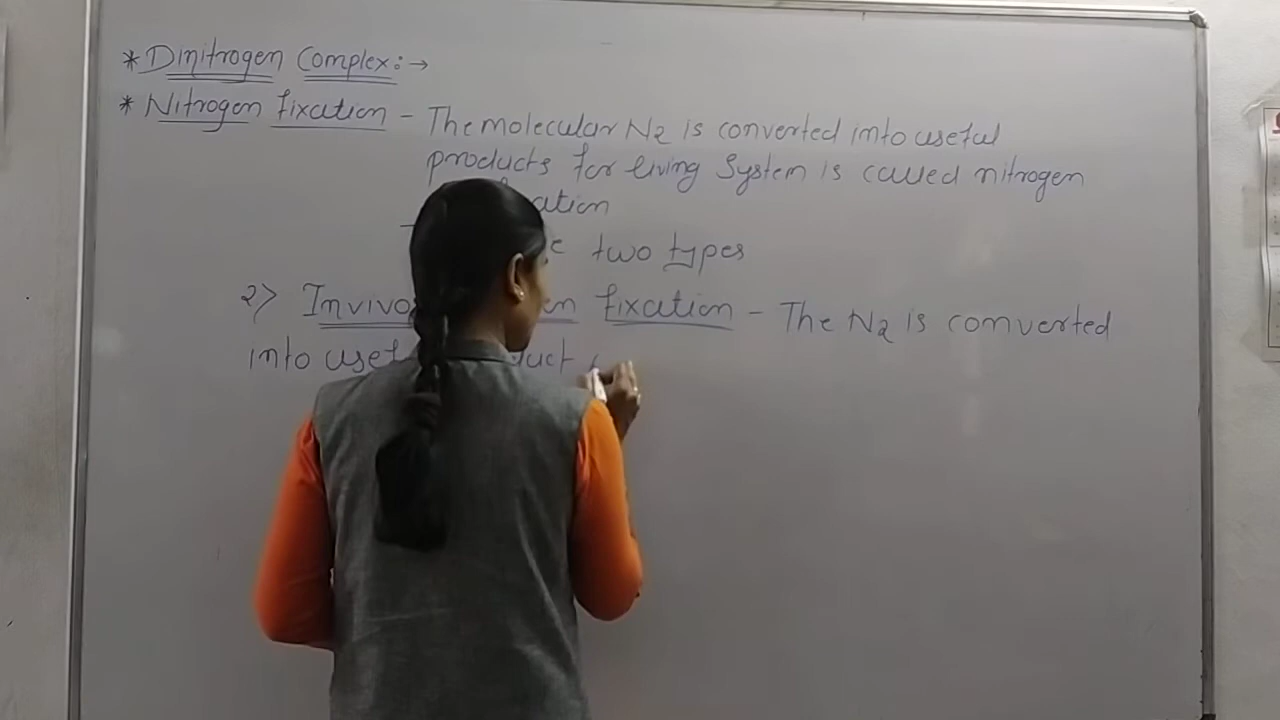 * Dinitrogen Complex:→
* Nitrogen fixation - The molecular N2 is converted into useful
products for living System is called nitrogen
ation
two types
2) Invivo fixation - The N2 is converted
into product